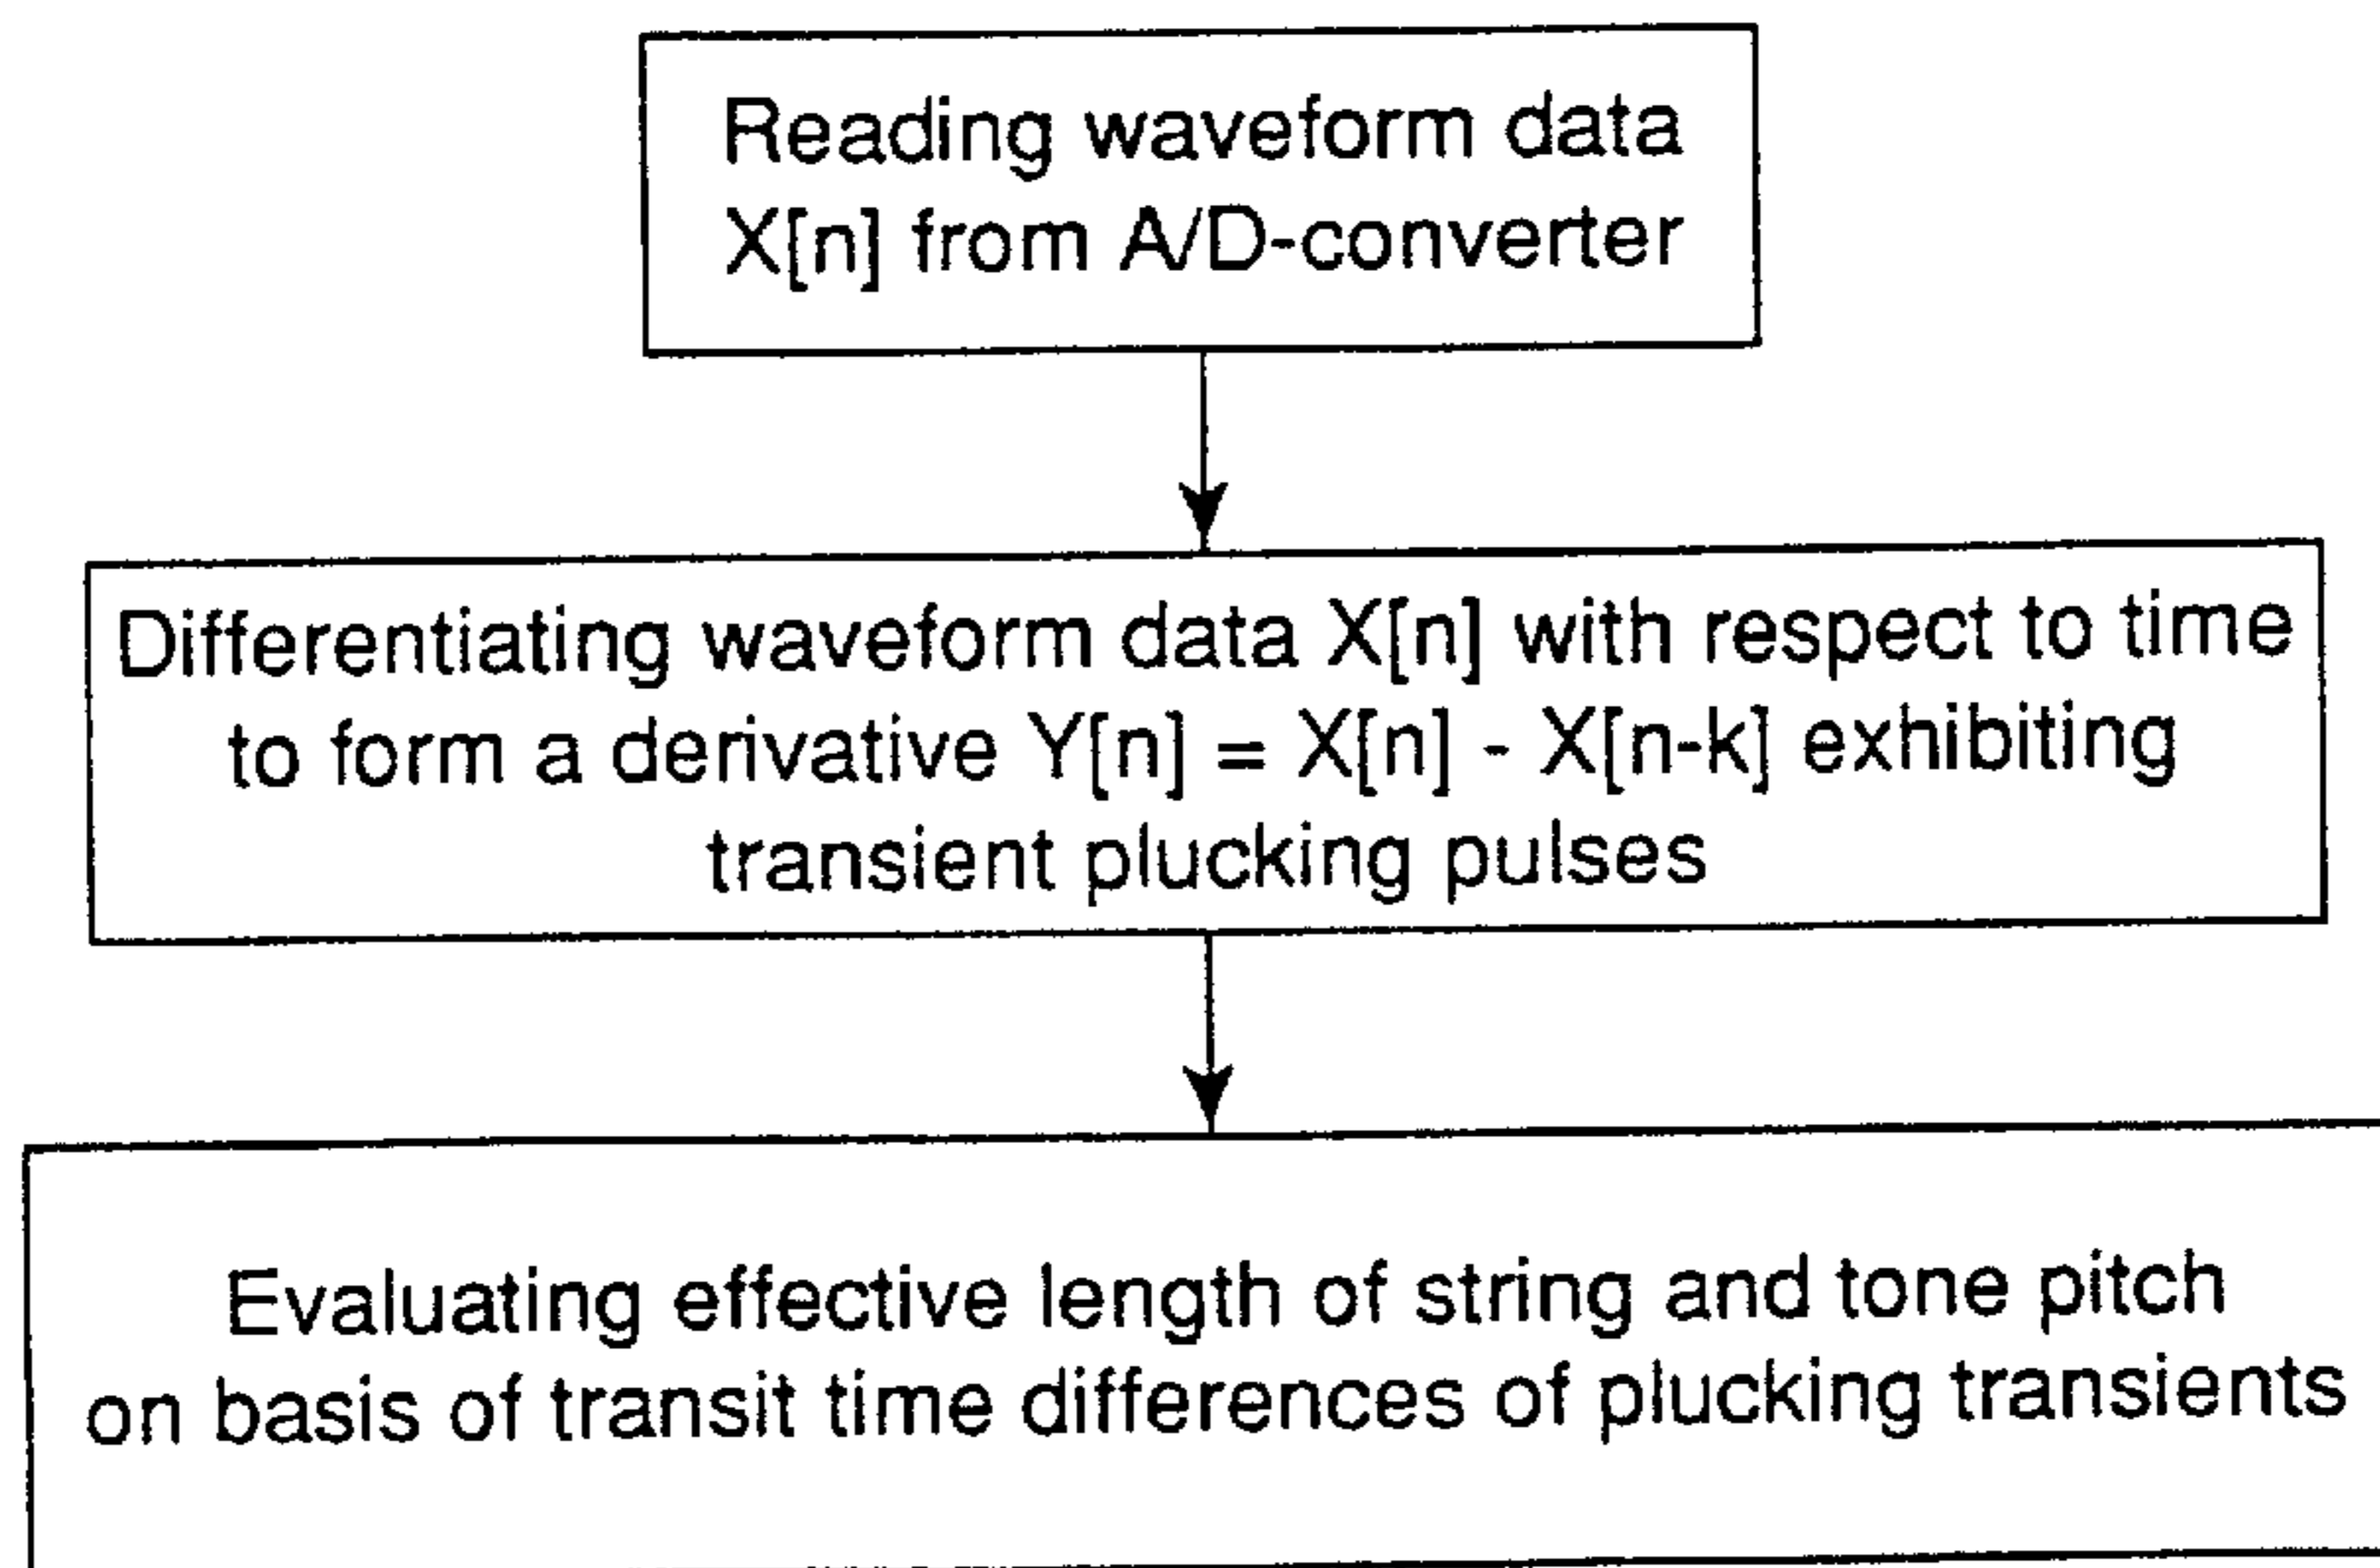 Reading waveform data
X[n] from A/D-converter
Differentiating waveform data X[n] with respect to time
to form a derivative Y[n] = X[n] - X[n-k] exhibiting
transient plucking pulses
Evaluating effective length of string and tone pitch
on basis of transit time differences of plucking transients